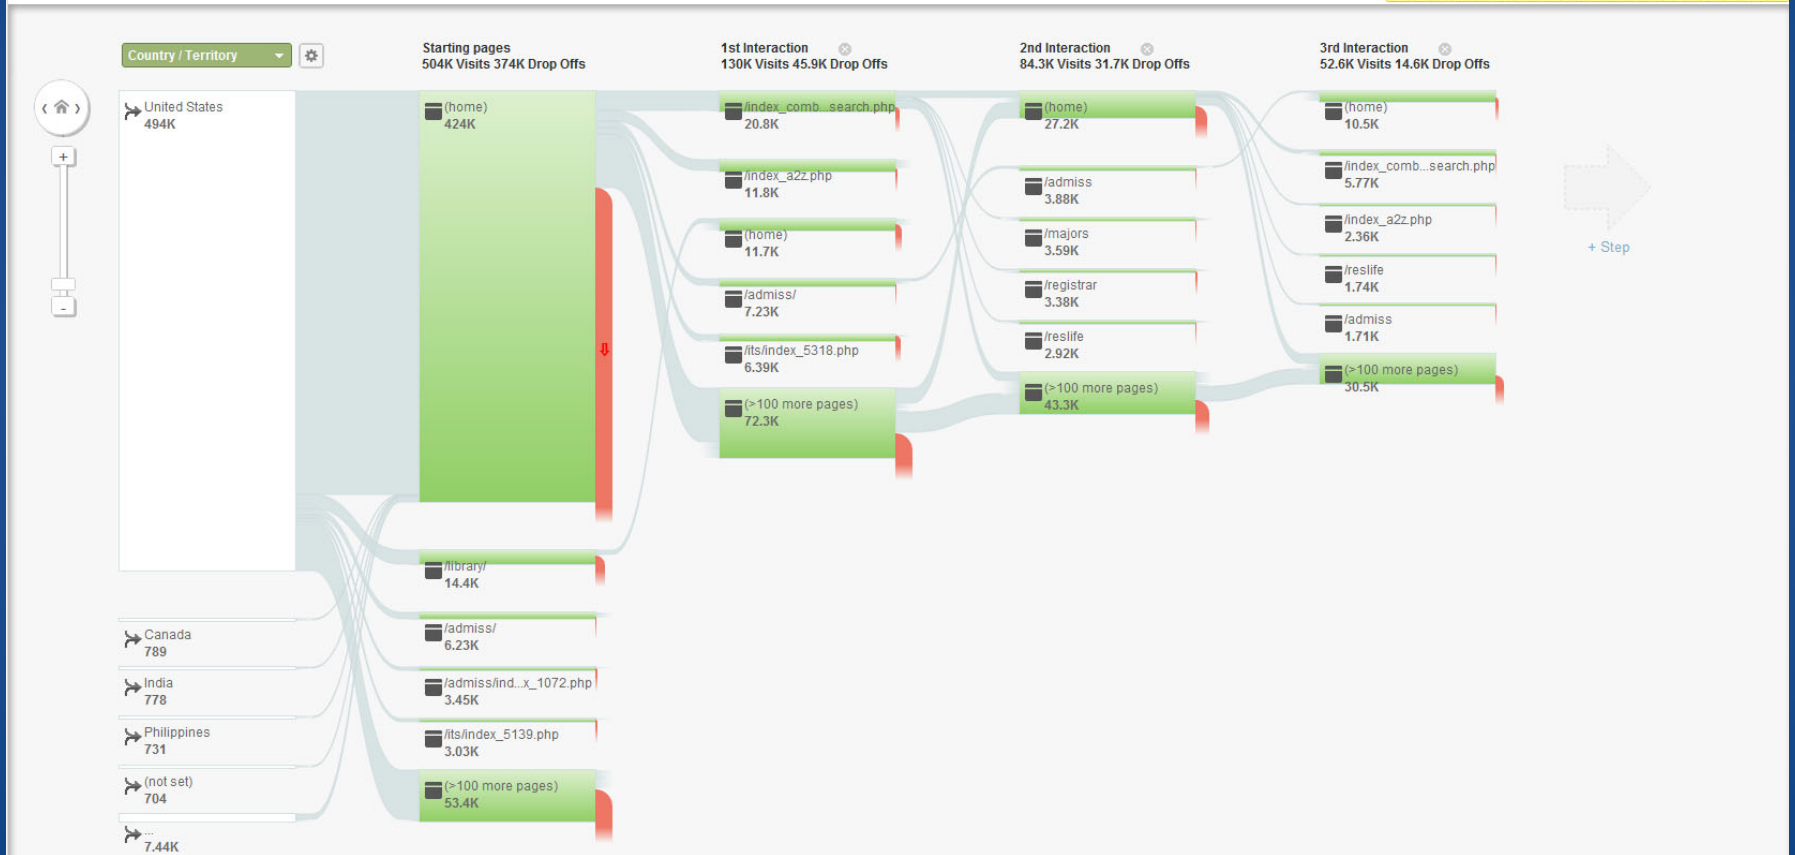 Country / Territory
Starting pages
504K Visits 374K Drop Offs
1st Interaction
130K Visits 45.9K Drop Offs
2nd Interaction
84.3K Visits 31.7K Drop Offs
3rd Interaction
52.6K Visits 14.6K Drop Offs
United States
494K
Canada
789
India
778
Philippines
731
(not set)
704
...
7.44K
(home)
424K
/library/
14.4K
/admiss/
6.23K
/admiss/ind...x_1072.php
3.45K
/its/index_5139.php
3.03K
(>100 more pages)
53.4K
/index_comb...search.php
20.8K
/index_a2z.php
11.8K
(home)
11.7K
/admiss/
7.23K
/its/index_5318.php
6.39K
(>100 more pages)
72.3K
(home)
27.2K
/admiss
3.88K
/majors
3.59K
/registrar
3.38K
/reslife
2.92K
(>100 more pages)
43.3K
(home)
10.5K
/index_comb...search.php
5.77K
/index_a2z.php
2.36K
/reslife
1.74K
/admiss
1.71K
(>100 more pages)
30.5K
+ Step